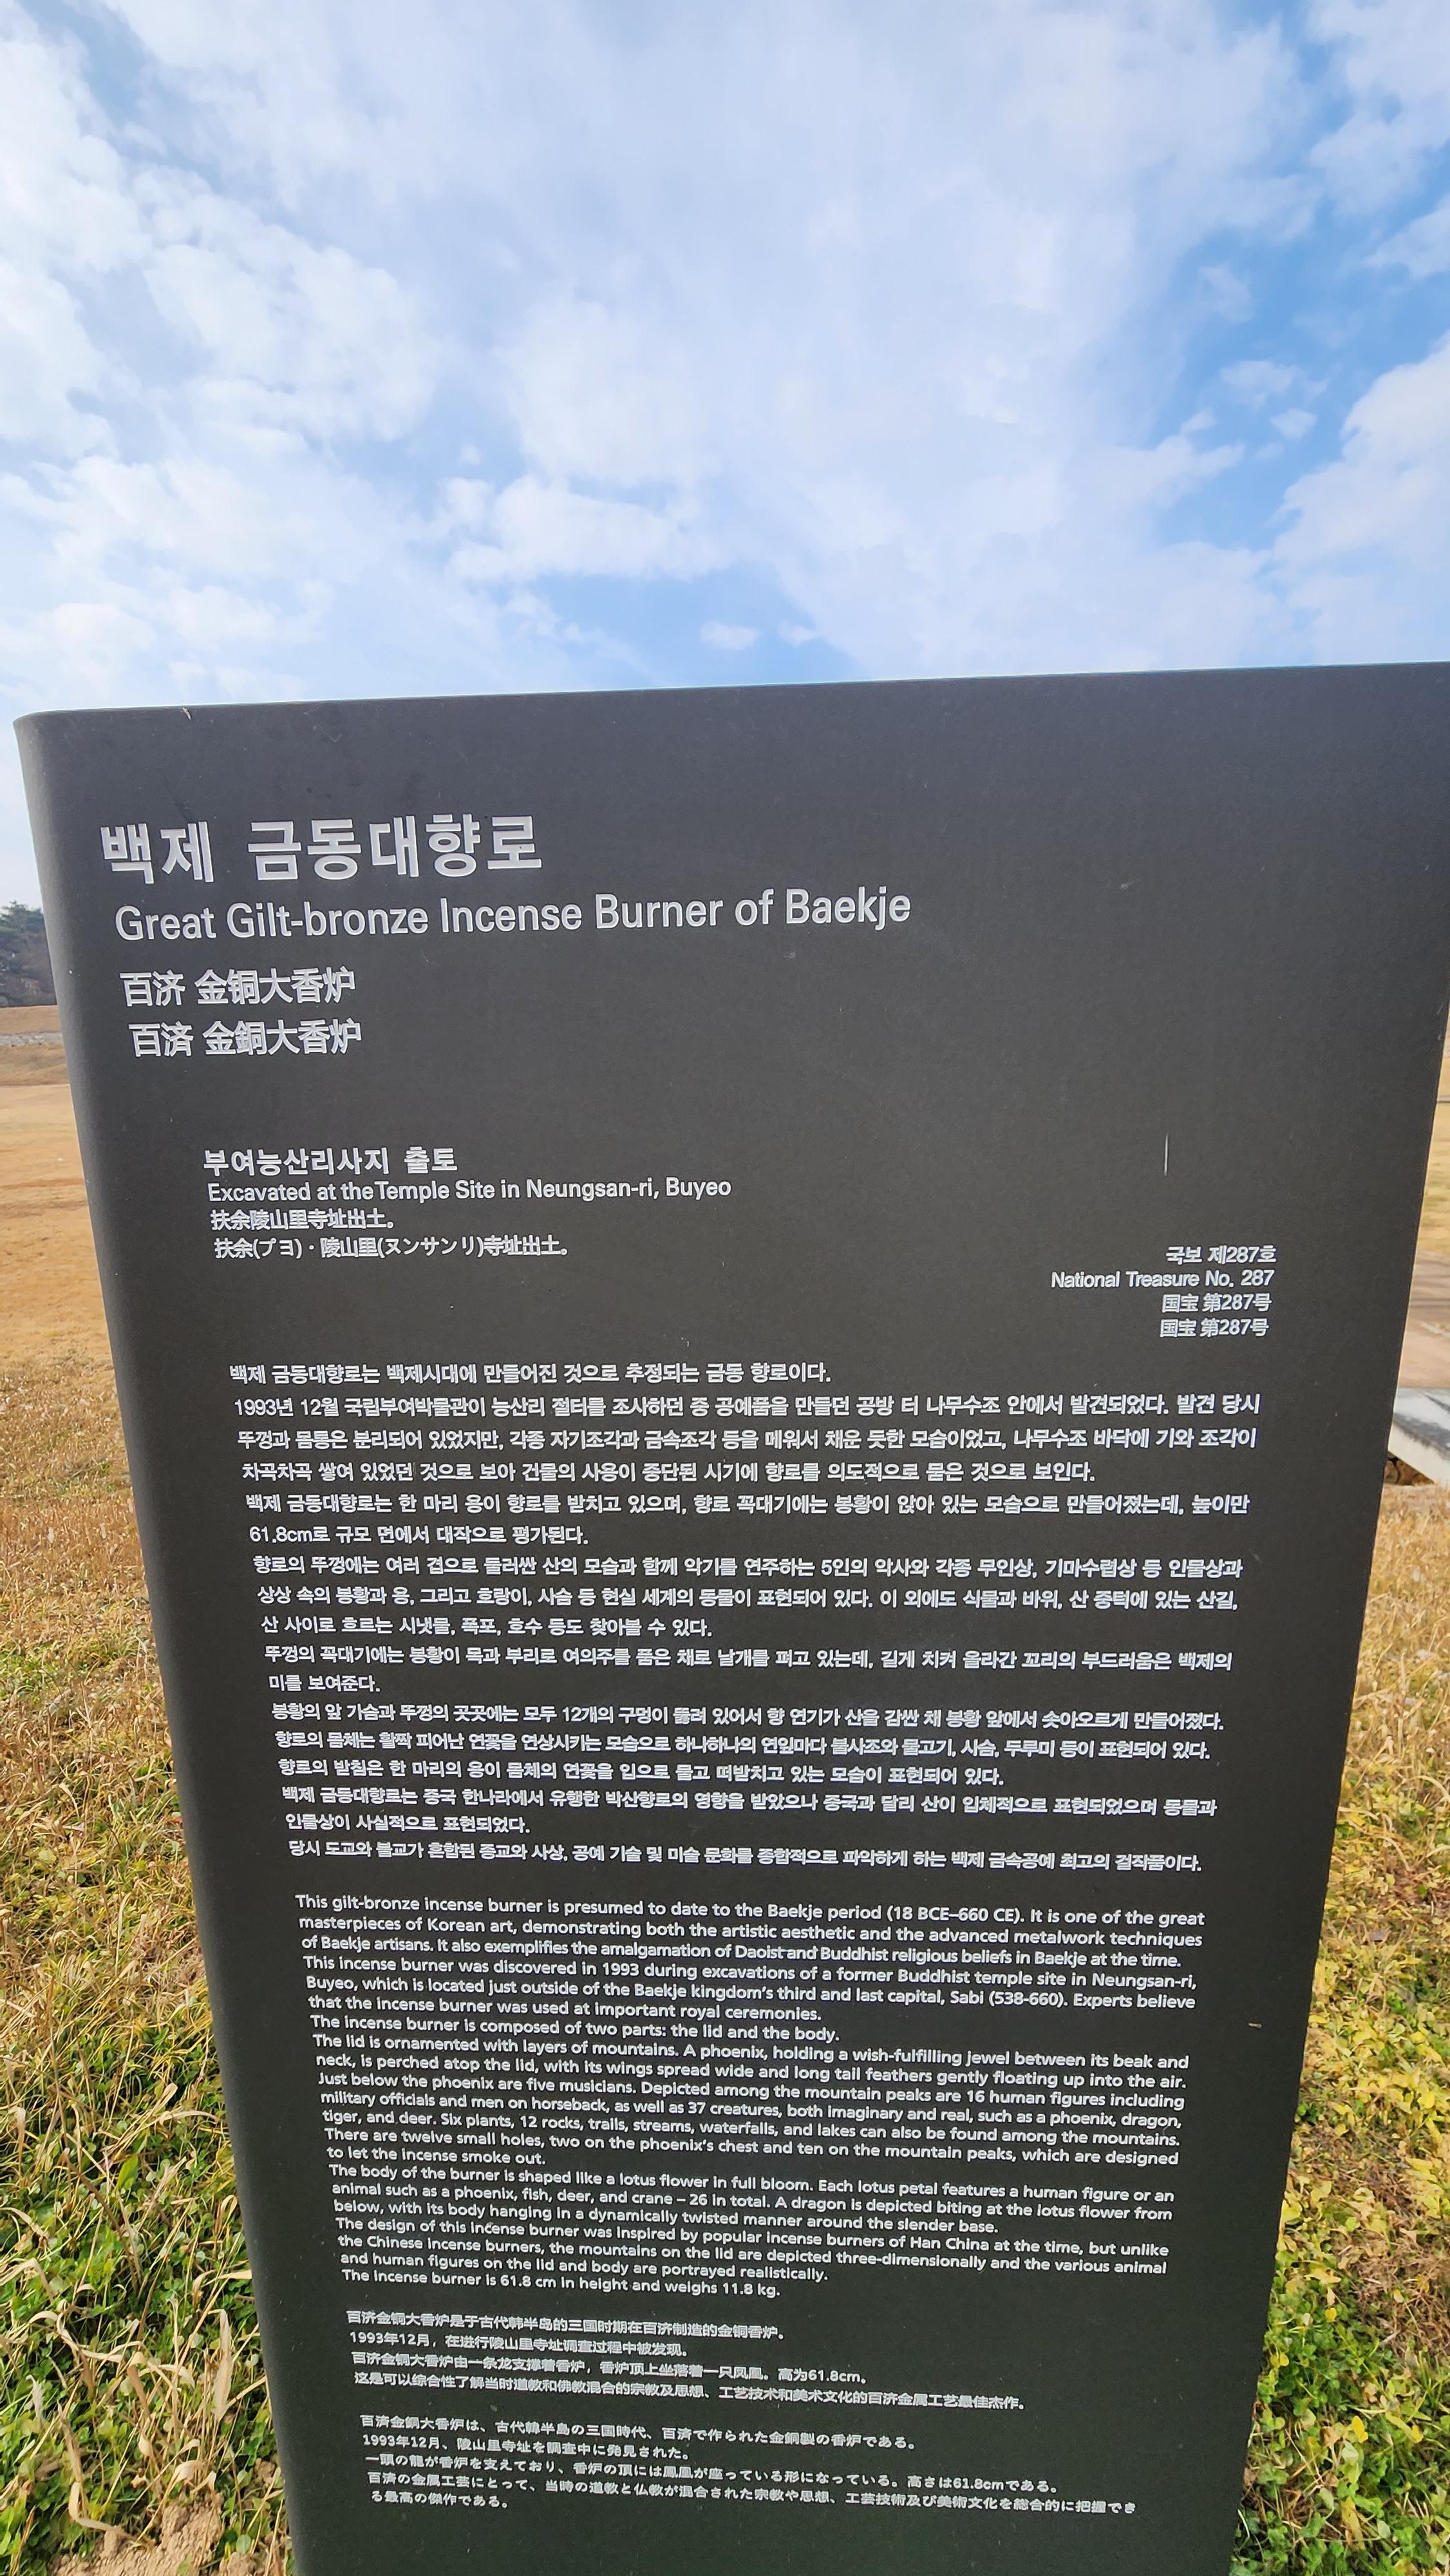 백제 금동대향로
Great Gilt-bronze Incense Burner of Baekje
百济 金铜大香炉
百済 金銅大香炉
부여능산리사지 출토
Excavated at the Temple Site in Neungsan-ri, Buyeo
扶余陵山里寺址出土。
扶余(プヨ)・陵山里(ヌンサンリ)寺址出土。
국보 제287호
National Treasure No. 287
国宝 第287号
国宝 第287号
백제 금동대향로는 백제시대에 만들어진 것으로 추정되는 금동 향로이다.
1993년 12월 국립부여박물관이 능산리 절터를 조사하던 중 공예품을 만들던 공방 터 나무수조 안에서 발견되었다. 발견 당시
뚜껑과 몸통은 분리되어 있었지만, 각종 자기조각과 금속조각 등을 메워서 채운 듯한 모습이었고, 나무수조 바닥에 기와 조각이
차곡차곡 쌓여 있었던 것으로 보아 건물의 사용이 중단된 시기에 향로를 의도적으로 묻은 것으로 보인다.
백제 금동대향로는 한 마리 용이 향로를 받치고 있으며, 향로 꼭대기에는 봉황이 앉아 있는 모습으로 만들어졌는데, 높이만
61.8cm로 규모 면에서 대작으로 평가된다.
향로의 뚜껑에는 여러 겹으로 둘러싼 산의 모습과 함께 악기를 연주하는 5인의 악사와 각종 무인상, 기마수렵상 등 인물상과
상상 속의 봉황과 용, 그리고 호랑이, 사슴 등 현실 세계의 동물이 표현되어 있다. 이 외에도 식물과 바위, 산 중턱에 있는 산길,
산 사이로 흐르는 시냇물, 폭포, 호수 등도 찾아볼 수 있다.
뚜껑의 꼭대기에는 봉황이 목과 부리로 여의주를 품은 채로 날개를 펴고 있는데, 길게 치켜 올라간 꼬리의 부드러움은 백제의
미를 보여준다.
봉황의 앞 가슴과 뚜껑의 곳곳에는 모두 12개의 구멍이 뚫려 있어서 향 연기가 산을 감싼 채 봉황 앞에서 솟아오르게 만들어졌다.
향로의 몸체는 활짝 피어난 연꽃을 연상시키는 모습으로 하나하나의 연잎마다 불사조와 물고기, 사슴, 두루미 등이 표현되어 있다.
향로의 받침은 한 마리의 용이 몸체의 연꽃을 입으로 물고 떠받치고 있는 모습이 표현되어 있다.
백제 금동대향로는 중국 한나라에서 유행한 박산향로의 영향을 받았으나 중국과 달리 산이 입체적으로 표현되었으며 동물과
인물상이 사실적으로 표현되었다.
당시 도교와 불교가 혼합된 종교와 사상, 공예 기술 및 미술 문화를 종합적으로 파악하게 하는 백제 금속공예 최고의 걸작품이다.
This gilt-bronze incense burner is presumed to date to the Baekje period (18 BCE–660 CE). It is one of the great
masterpieces of Korean art, demonstrating both the artistic aesthetic and the advanced metalwork techniques
of Baekje artisans. It also exemplifies the amalgamation of Daoist and Buddhist religious beliefs in Baekje at the time.
This incense burner was discovered in 1993 during excavations of a former Buddhist temple site in Neungsan-ri,
Buyeo, which is located just outside of the Baekje kingdom's third and last capital, Sabi (538-660). Experts believe
that the incense burner was used at important royal ceremonies.
The incense burner is composed of two parts: the lid and the body.
The lid is ornamented with layers of mountains. A phoenix, holding a wish-fulfilling jewel between its beak and
neck, is perched atop the lid, with its wings spread wide and long tail feathers gently floating up into the air.
Just below the phoenix are five musicians. Depicted among the mountain peaks are 16 human figures including
military officials and men on horseback, as well as 37 creatures, both imaginary and real, such as a phoenix, dragon,
tiger, and deer. Six plants, 12 rocks, trails, streams, waterfalls, and lakes can also be found among the mountains.
There are twelve small holes, two on the phoenix's chest and ten on the mountain peaks, which are designed
to let the incense smoke out.
The body of the burner is shaped like a lotus flower in full bloom. Each lotus petal features a human figure or an
animal such as a phoenix, fish, deer, and crane – 26 in total. A dragon is depicted biting at the lotus flower from
below, with its body hanging in a dynamically twisted manner around the slender base.
The design of this incense burner was inspired by popular incense burners of Han China at the time, but unlike
the Chinese incense burners, the mountains on the lid are depicted three-dimensionally and the various animal
and human figures on the lid and body are portrayed realistically.
The incense burner is 61.8 cm in height and weighs 11.8 kg.
百济金铜大香炉是于古代韩半岛的三国时期在百济制造的金铜香炉。
1993年12月，在进行陵山里寺址调查过程中被发现。
百济金铜大香炉由一条龙支撑着香炉，香炉顶上坐落着一只凤凰。高为61.8cm。
这是可以综合性了解当时道教和佛教混合的宗教及思想、工艺技术和美术文化的百济金属工艺最佳杰作。
百済金銅大香炉は、古代韓半島の三国時代、百済で作られた金銅製の香炉である。
1993年12月、陵山里寺址を調査中に発見された。
一頭の龍が香炉を支えており、香炉の頂には鳳凰が座っている形になっている。高さは61.8cmである。
百済の金属工芸にとって、当時の道教と仏教が混合された宗教や思想、工芸技術及び美術文化を総合的に把握でき
る最高の傑作である。